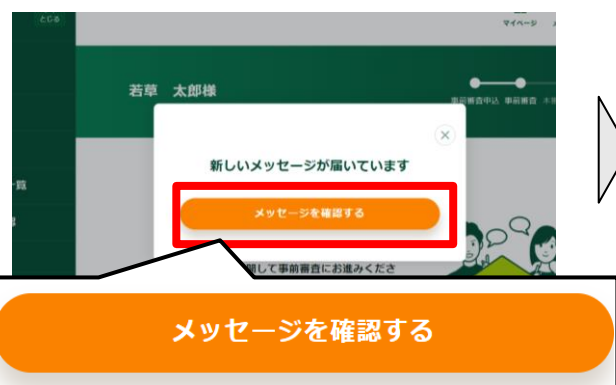 とじる
マイページ
若草 太郎様
事前審査申込 事前審査
新しいメッセージが届いています
メッセージを確認する
して事前審査にお進みくださ
メッセージを確認する